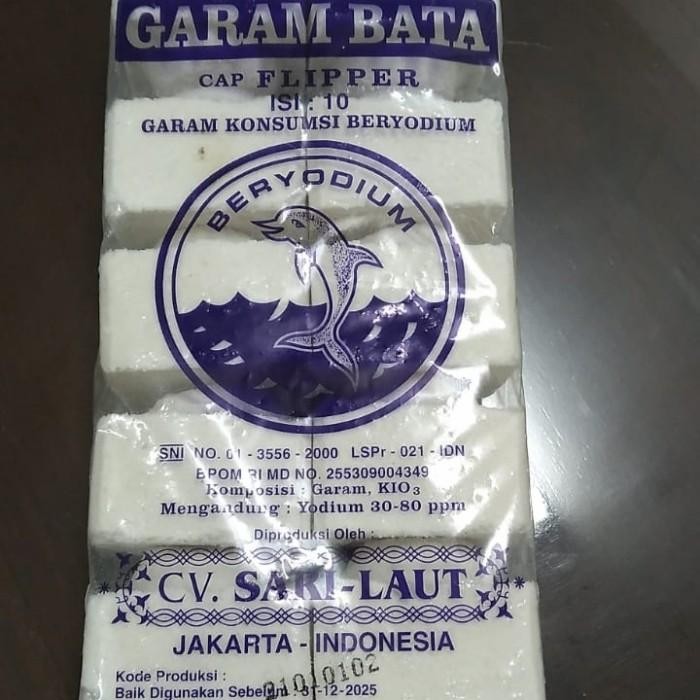 GARAM BATA
CAP FLIPPER
ISI : 10
GARAM KONSUMSI BERYODIUM
BERYODIUM
SNI NO. 01 - 3556 - 2000 LSPr - 021 - IDN
BPOM RI MD NO. 255309004349
Komposisi : Garam, KIO3
Mengandung : Yodium 30-80 ppm
Diproduksi Oleh :
CV. SARI-LAUT
JAKARTA - INDONESIA
Kode Produksi :
21010102
Baik Digunakan Sebelum : 31-12-2025